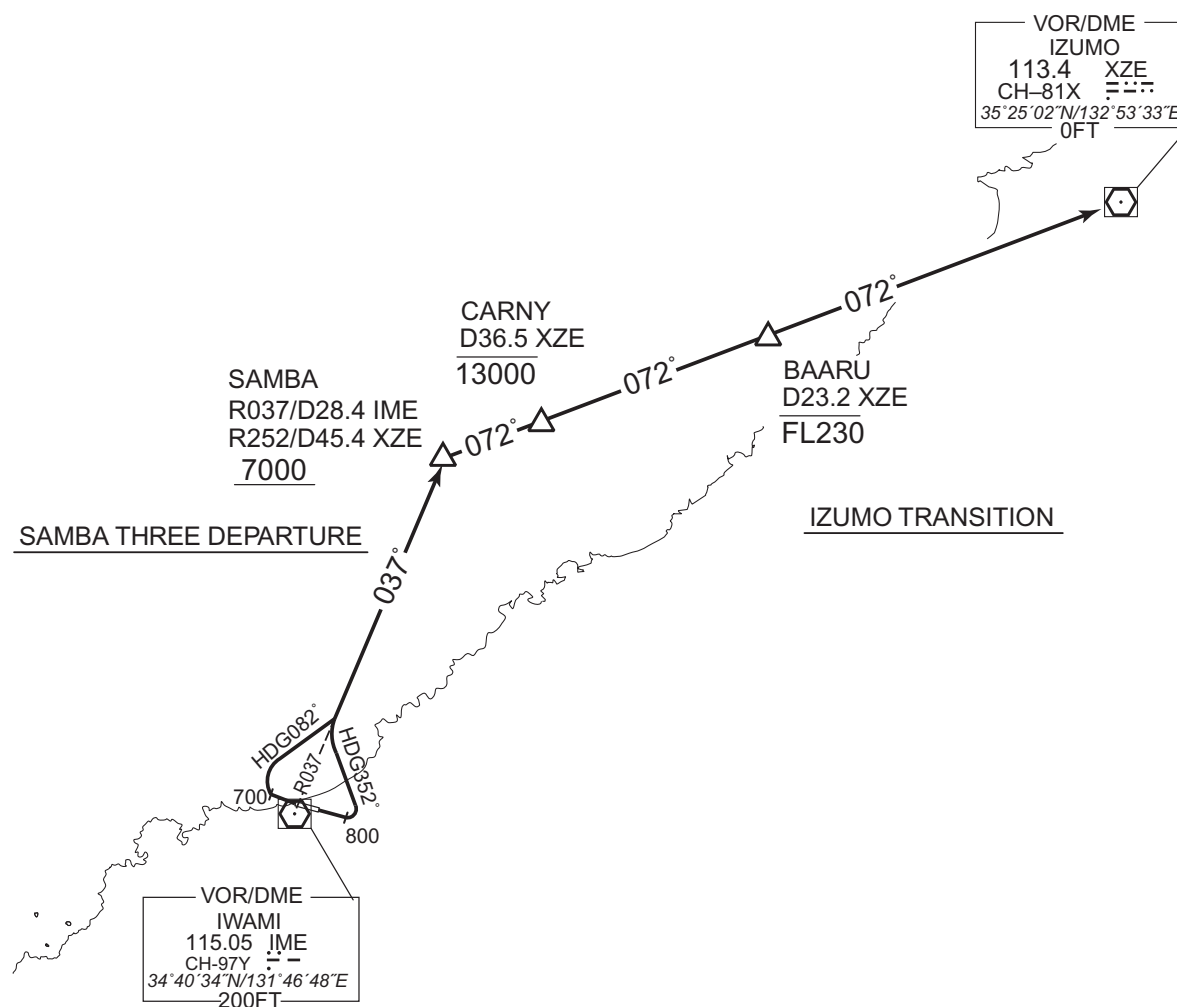 VOR/DME
IZUMO
113.4 XZE
CH–81X
35°25´02˝N/132°53´33˝E
0FT
072°
CARNY
D36.5 XZE
13000
072°
BAARU
D23.2 XZE
FL230
SAMBA
R037/D28.4 IME
R252/D45.4 XZE
7000
072°
IZUMO TRANSITION
SAMBA THREE DEPARTURE
037°
HDG082°
HDG352°
R037
700
800
VOR/DME
IWAMI
115.05 IME
CH-97Y
34°40´34˝N/131°46´48˝E
200FT